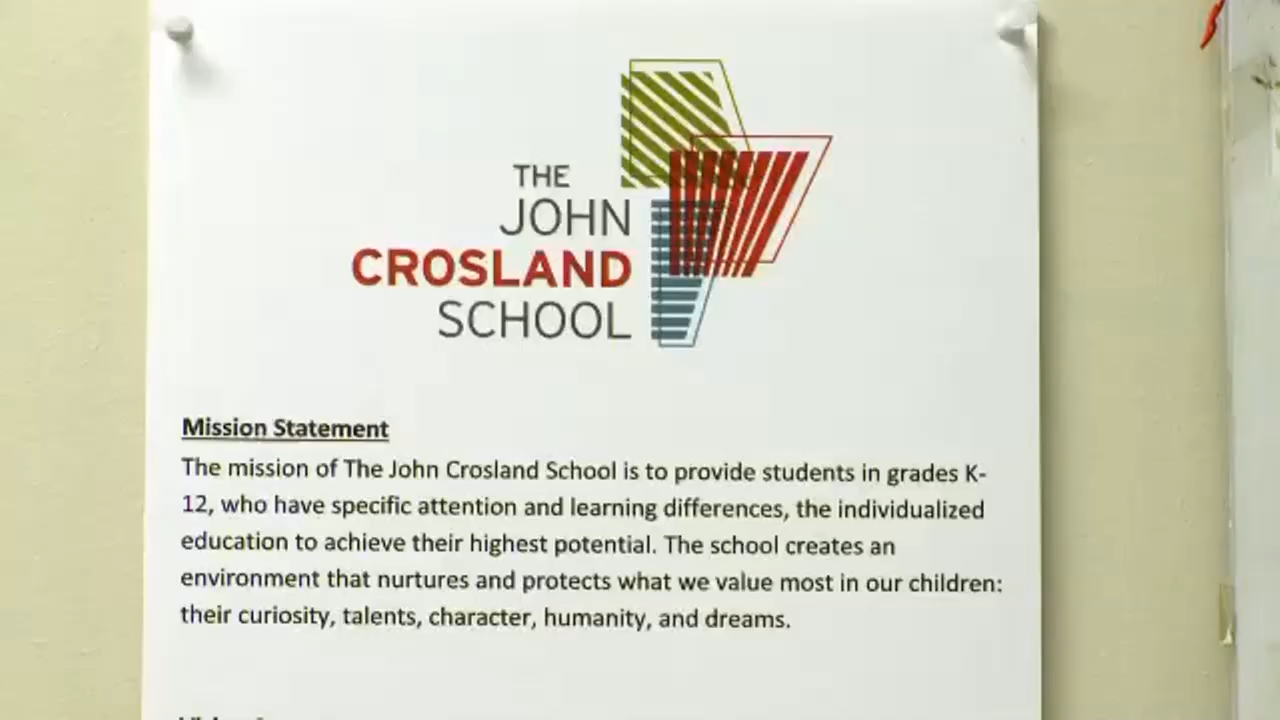 THE
JOHN
CROSLAND
SCHOOL
Mission Statement
The mission of The John Crosland School is to provide students in grades K-
12, who have specific attention and learning differences, the individualized
education to achieve their highest potential. The school creates an
environment that nurtures and protects what we value most in our children:
their curiosity, talents, character, humanity, and dreams.